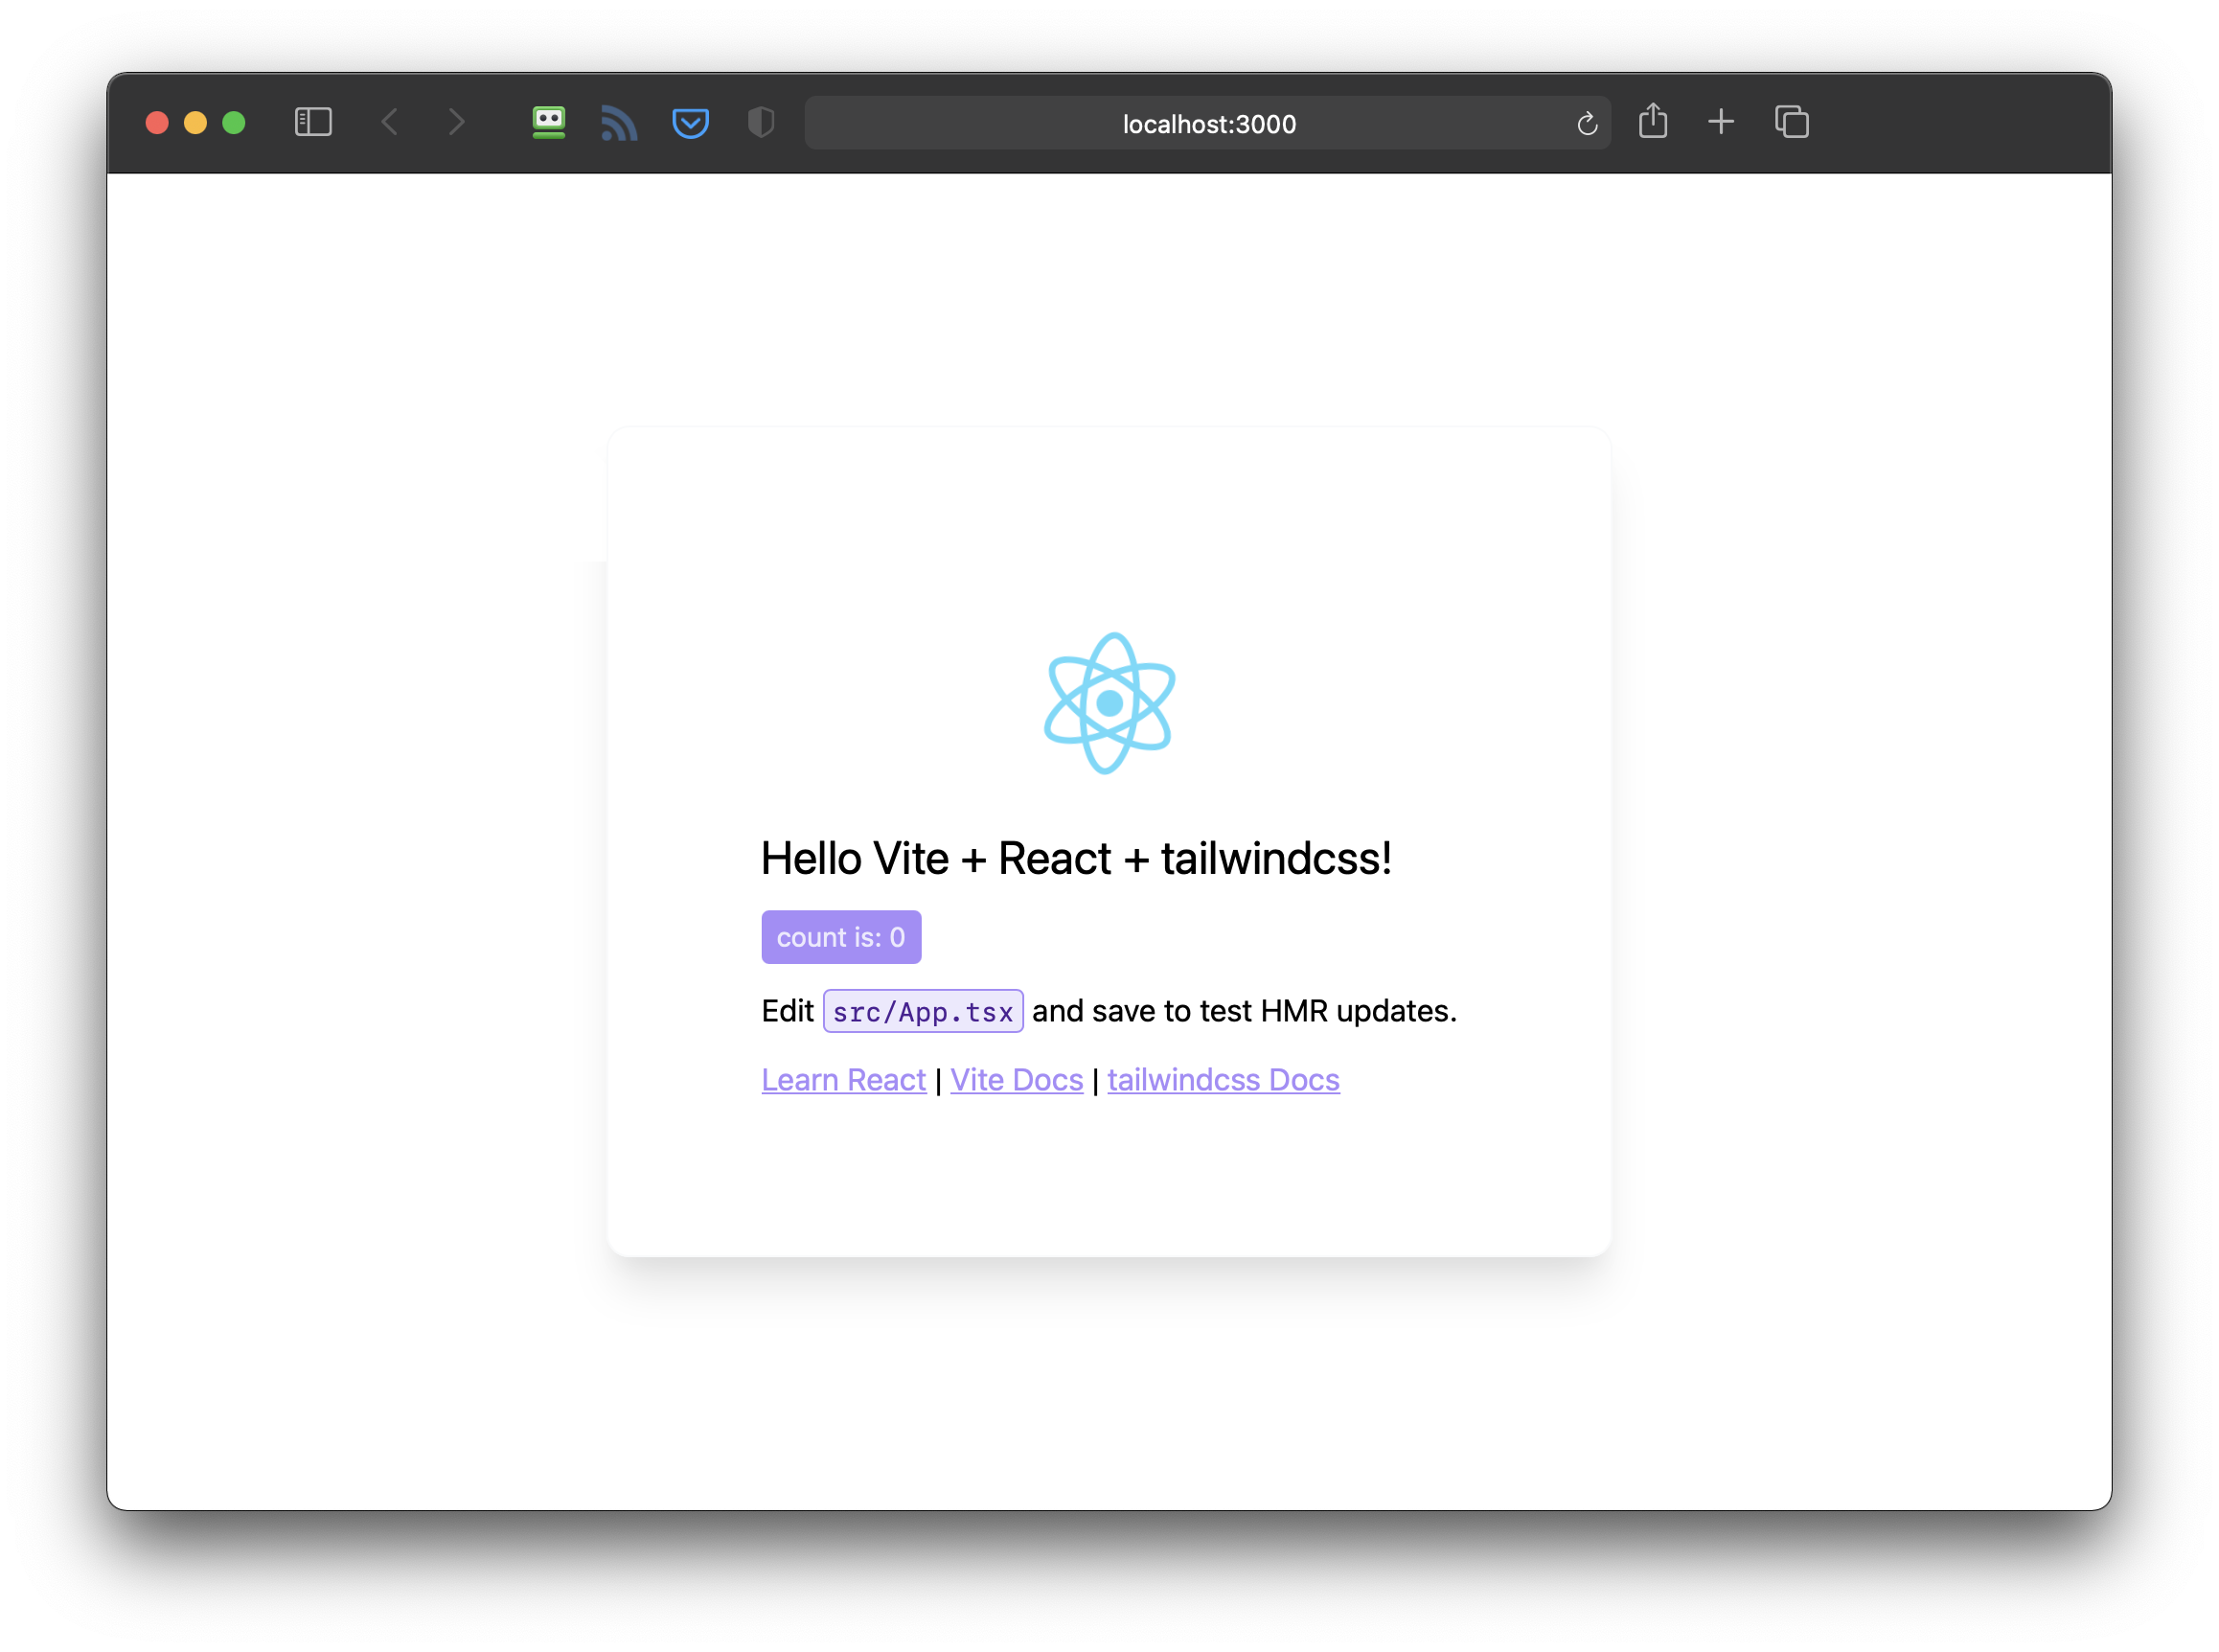 localhost:3000
Hello Vite + React + tailwindcss!
count is: 0
Edit src/App.tsx and save to test HMR updates.
Learn React | Vite Docs | tailwindcss Docs